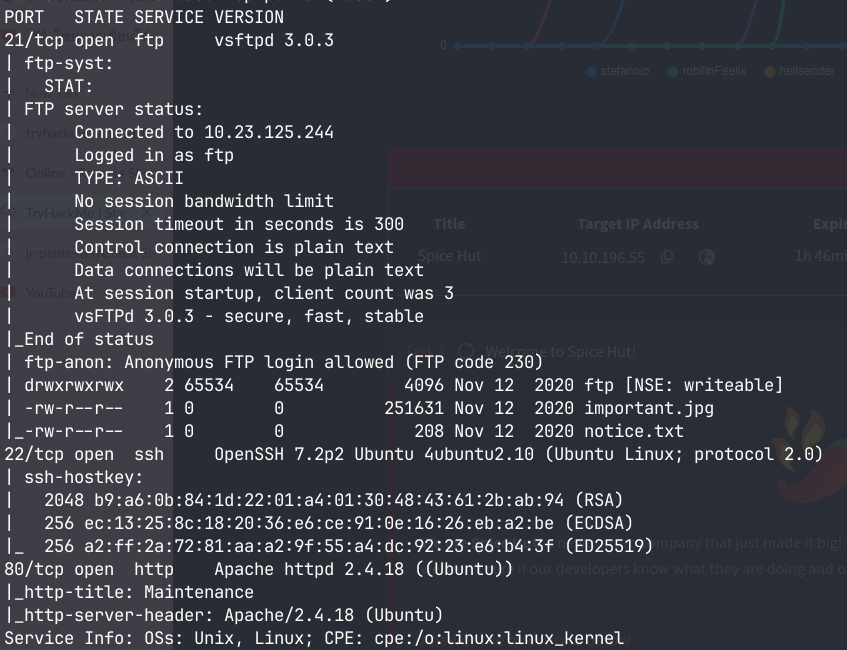 PORT   STATE SERVICE VERSION
21/tcp open  ftp     vsftpd 3.0.3
| ftp-syst:
|   STAT:
| FTP server status:
|      Connected to 10.23.125.244
|      Logged in as ftp
|      TYPE: ASCII
|      No session bandwidth limit
|      Session timeout in seconds is 300
|      Control connection is plain text
|      Data connections will be plain text
|      At session startup, client count was 3
|      vsFTPd 3.0.3 - secure, fast, stable
|_End of status
| ftp-anon: Anonymous FTP login allowed (FTP code 230)
| drwxrwxrwx    2 65534    65534        4096 Nov 12  2020 ftp [NSE: writeable]
| -rw-r--r--    1 0        0          251631 Nov 12  2020 important.jpg
|_-rw-r--r--    1 0        0             208 Nov 12  2020 notice.txt
22/tcp open  ssh     OpenSSH 7.2p2 Ubuntu 4ubuntu2.10 (Ubuntu Linux; protocol 2.0)
| ssh-hostkey:
|   2048 b9:a6:0b:84:1d:22:01:a4:01:30:48:43:61:2b:ab:94 (RSA)
|   256 ec:13:25:8c:18:20:36:e6:ce:91:0e:16:26:eb:a2:be (ECDSA)
|_  256 a2:ff:2a:72:81:aa:a2:9f:55:a4:dc:92:23:e6:b4:3f (ED25519)
80/tcp open  http    Apache httpd 2.4.18 ((Ubuntu))
|_http-title: Maintenance
|_http-server-header: Apache/2.4.18 (Ubuntu)
Service Info: OSs: Unix, Linux; CPE: cpe:/o:linux:linux_kernel
0
stefanolo robiiinFeelix hellsender
Online
TryHackMe | Star
YouTube
Title Target IP Address
Spice Hut 10.10.196.55 1h 46m
Welcome to Spice Hut!
company that just made it big!
if our developers know what they are doing and